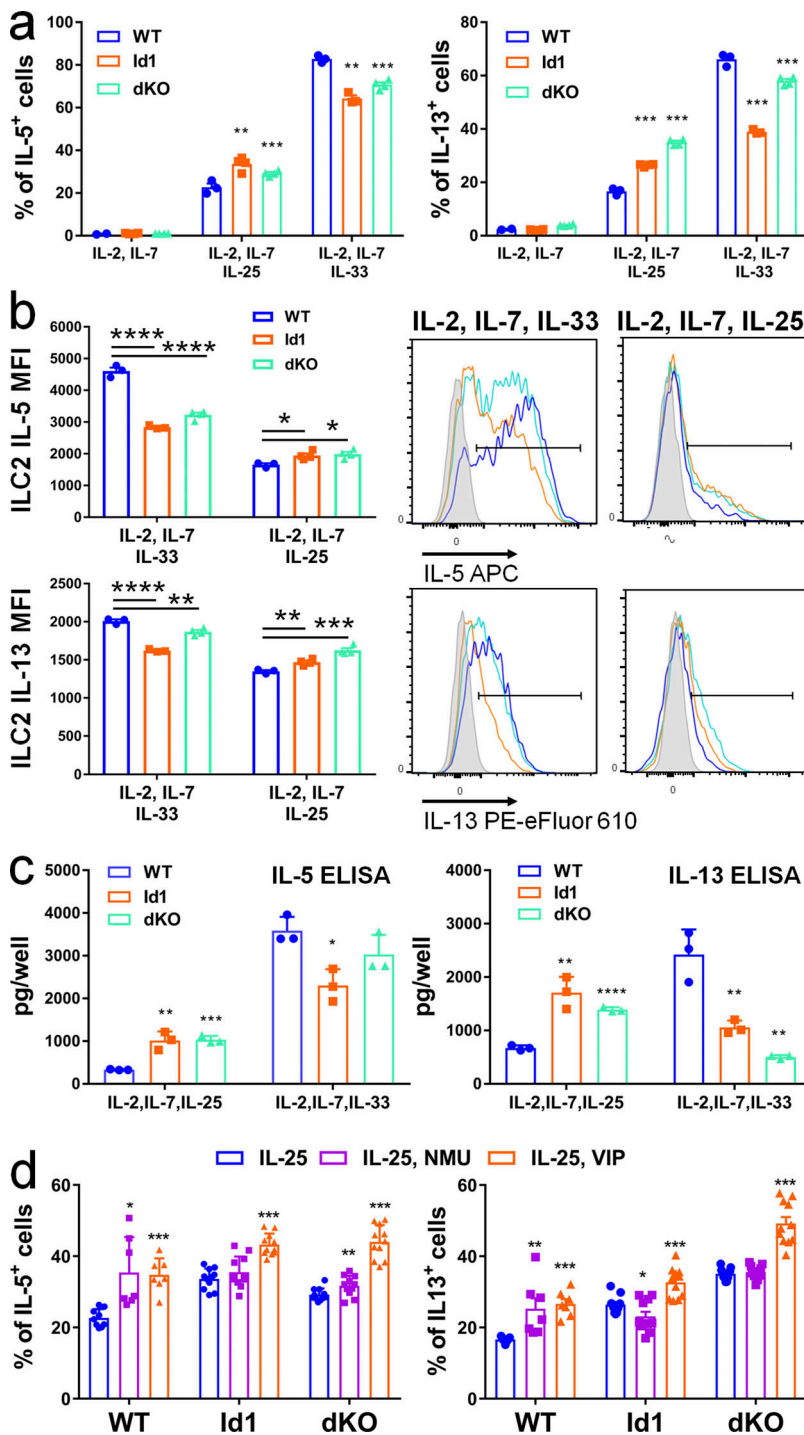 a
% of IL-5+ cells
100
80
60
40
20
0
WT
Id1
dKO
** ***
** ***
IL-2, IL-7
IL-2, IL-7
IL-25
IL-2, IL-7
IL-33
% of IL-13+ cells
80
60
40
20
0
WT
Id1
dKO
*** ***
*** ***
IL-2, IL-7
IL-2, IL-7
IL-25
IL-2, IL-7
IL-33
b
ILC2 IL-5 MFI
6000
5000
4000
3000
2000
1000
0
WT
Id1
dKO
**** ****
* *
IL-2, IL-7
IL-33
IL-2, IL-7
IL-25
IL-2, IL-7, IL-33
IL-2, IL-7, IL-25
0
0
0
IL-5 APC
ILC2 IL-13 MFI
2500
2000
1500
1000
500
0
**** **
** ***
IL-2, IL-7
IL-33
IL-2, IL-7
IL-25
0
0
0
0
IL-13 PE-eFluor 610
c
IL-5 ELISA
pg/well
5000
4000
3000
2000
1000
0
WT
Id1
dKO
** ***
*
IL-2,IL-7,IL-25
IL-2,IL-7,IL-33
IL-13 ELISA
pg/well
4000
3000
2000
1000
0
WT
Id1
dKO
** ****
** **
IL-2,IL-7,IL-25
IL-2,IL-7,IL-33
d
IL-25
IL-25, NMU
IL-25, VIP
% of IL-5+ cells
60
40
20
0
* ***
***
** ***
WT
Id1
dKO
% of IL13+ cells
60
40
20
0
** ***
* ***
***
WT
Id1
dKO